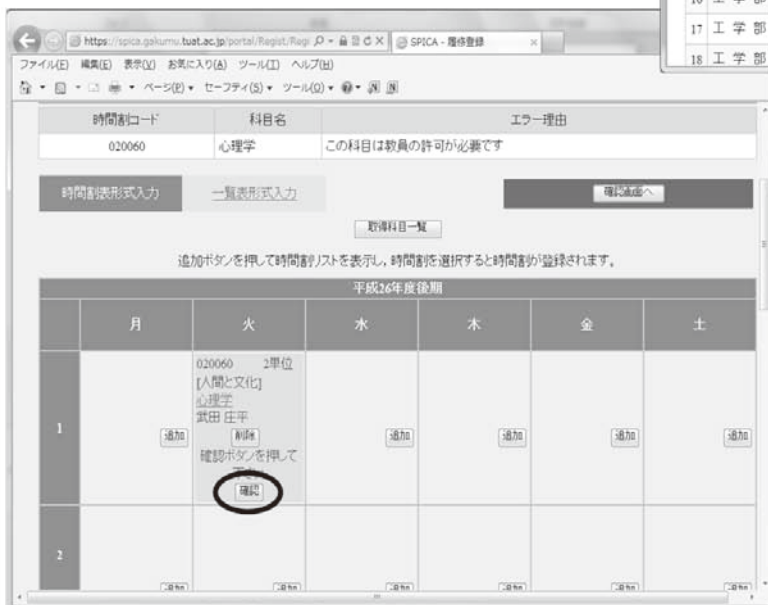 16 工 学 部
17 工 学 部
18 工 学 部
https://spica.gakumu.tuat.ac.jp/portal/Regist/Regi
SPICA - 履修登録
ファイル(F) 編集(E) 表示(V) お気に入り(A) ツール(T) ヘルプ(H)
ページ(P) セーフティ(S) ツール(O)
時間割コード 科目名 エラー理由
020060 心理学 この科目は教員の許可が必要です
時間割表形式入力 一覧表形式入力 確認画面へ
取得科目一覧
追加ボタンを押して時間割リストを表示し、時間割を選択すると時間割が登録されます。
平成26年度後期
月 火 水 木 金 土
1
020060 2単位
[人間と文化]
心理学
武田 庄平
追加 削除 追加 追加 追加 追加
確認ボタンを押して
確認
2
追加 追加 追加 追加 追加 追加